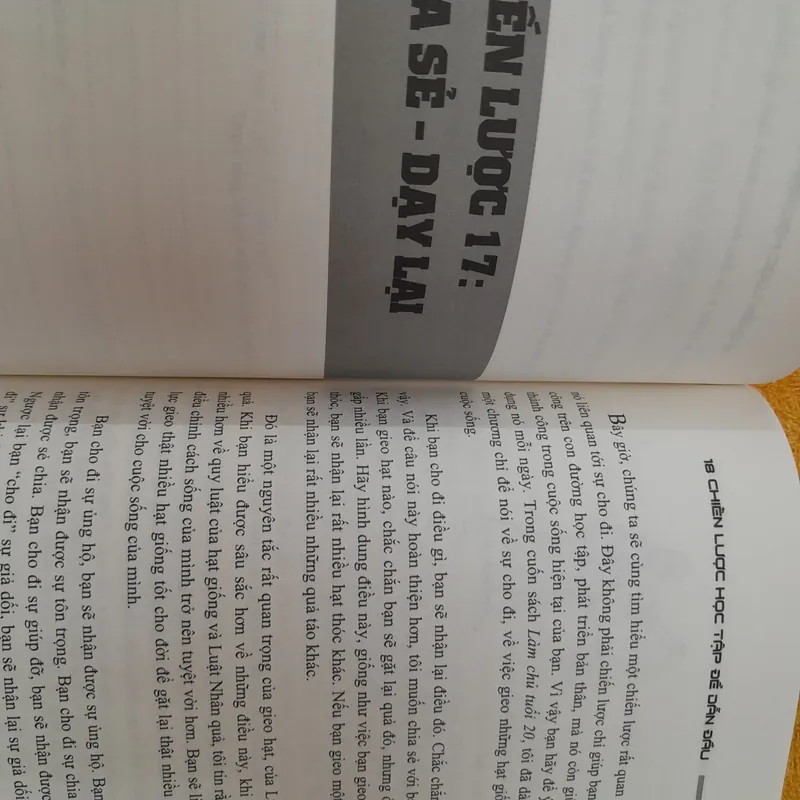 ẾN LƯỢC 17:
A SẺ - DẠY LẠI
18 CHIẾN LƯỢC HỌC TẬP ĐỂ DẪN ĐẦU
Bây giờ, chúng ta sẽ cùng tìm hiểu một chiến lược rất quan
nó liên quan tới sự cho đi. Đây không phải chiến lược chỉ giúp bạn
công trên con đường học tập, phát triển bản thân, mà nó còn giú
thành công trong cuộc sống hiện tại của bạn. Vì vậy bạn hãy để ý
dụng nó mỗi ngày. Trong cuốn sách Làm chủ tuổi 20, tôi đã dà
một chương chỉ để nói về sự cho đi, về việc gieo những hạt giố
cuộc sống.
Khi bạn cho đi điều gì, bạn sẽ nhận lại điều đó. Chắc chắn
vậy. Và để câu nói này hoàn thiện hơn, tôi muốn chia sẻ với b
Khi bạn gieo hạt nào, chắc chắn bạn sẽ gặt lại quả đó, nhưng
gấp nhiều lần. Hãy hình dung điều này, giống như việc bạn gieo
thóc, bạn sẽ nhận lại rất nhiều hạt thóc khác. Nếu bạn gieo một
bạn sẽ nhận lại rất nhiều những quả táo khác.
Đó là một nguyên tắc rất quan trọng của gieo hạt, của L
quả. Khi bạn hiểu được sâu sắc hơn về những điều này, khi
nhiều hơn về quy luật của hạt giống và Luật Nhân quả, tôi tin rằ
điều chỉnh cách sống của mình trở nên tuyệt vời hơn. Bạn sẽ li
lực gieo thật nhiều hạt giống tốt cho đời để gặt lại thật nhiều
tuyệt vời cho cuộc sống của mình.
Bạn cho đi sự ủng hộ, bạn sẽ nhận được sự ủng hộ. Bạn
tôn trọng, bạn sẽ nhận được sự tôn trọng. Bạn cho đi sự chia
nhận được sẻ chia. Bạn cho đi sự giúp đỡ, bạn sẽ nhận được
Ngược lại bạn "cho đi" sự giả dối, bạn sẽ nhận lại sự giả dối